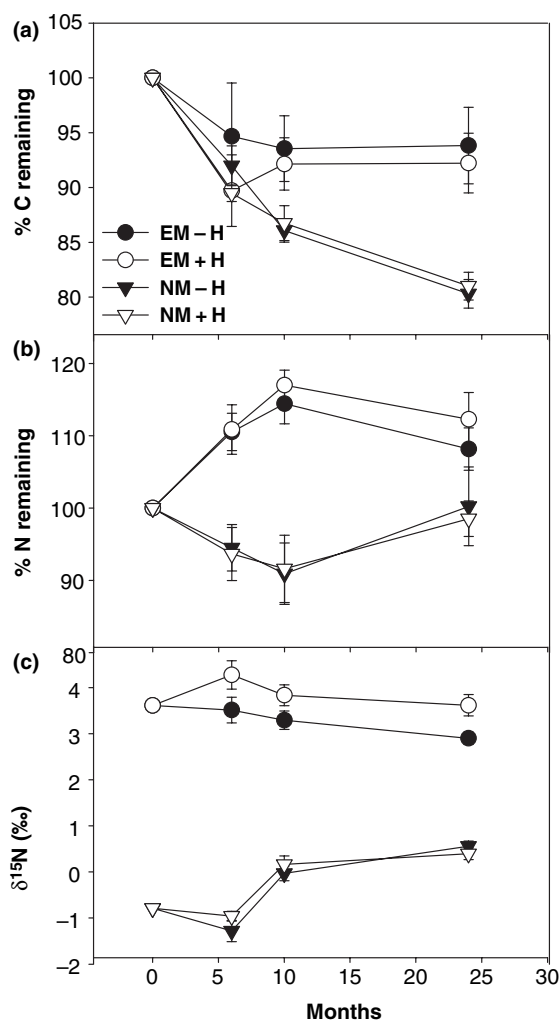 (a)
105
100
95
90
85
80
% C remaining
EM – H
EM + H
NM – H
NM + H
(b)
120
110
100
90
80
% N remaining
(c)
4
3
2
1
0
–1
–2
δ15N (‰)
0 5 10 15 20 25 30
Months